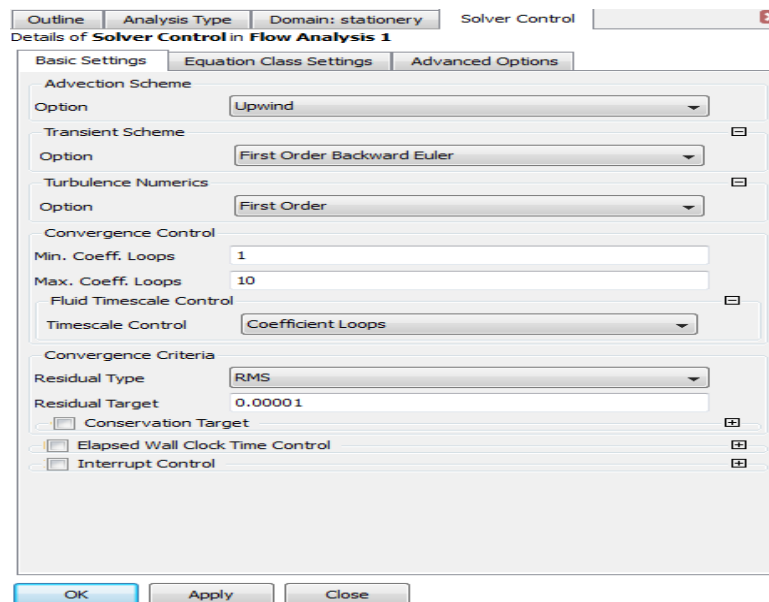 Outline Analysis Type Domain: stationery Solver Control
Details of Solver Control in Flow Analysis 1
Basic Settings Equation Class Settings Advanced Options
Advection Scheme
Option Upwind
Transient Scheme
Option First Order Backward Euler
Turbulence Numerics
Option First Order
Convergence Control
Min. Coeff. Loops 1
Max. Coeff. Loops 10
Fluid Timescale Control
Timescale Control Coefficient Loops
Convergence Criteria
Residual Type RMS
Residual Target 0.00001
Conservation Target
Elapsed Wall Clock Time Control
Interrupt Control
OK Apply Close